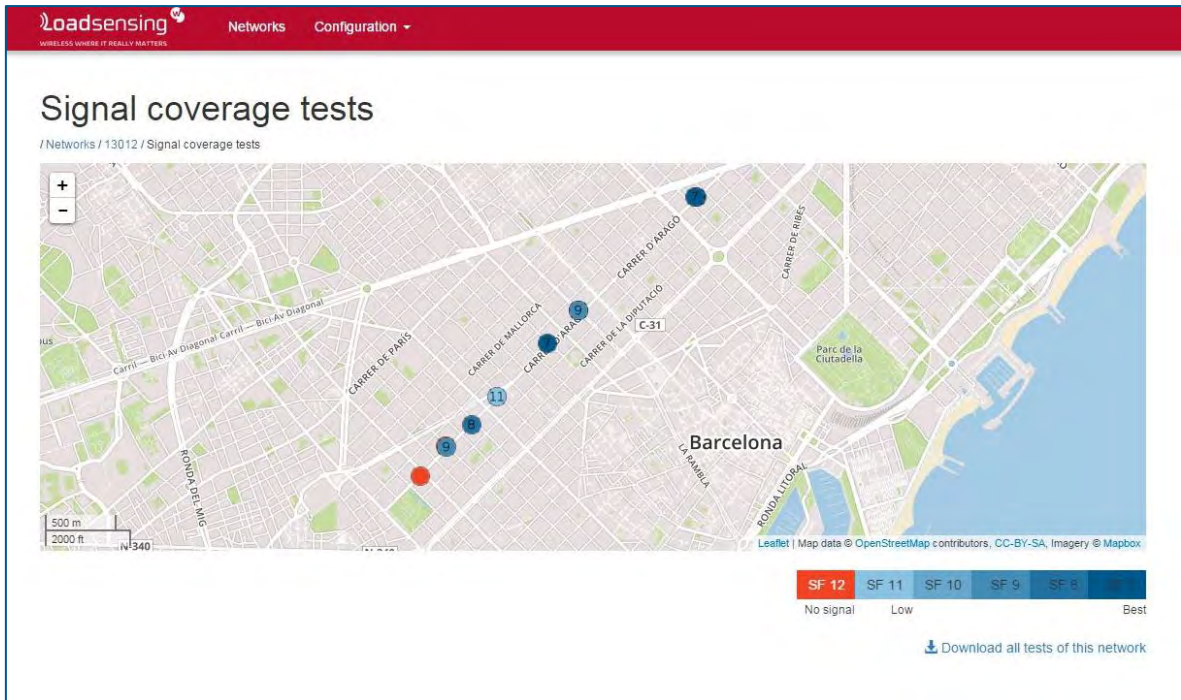 Loadsensing
W
WIRELESS WHERE IT REALLY MATTERS
Networks
Configuration
Signal coverage tests
/ Networks / 13012 / Signal coverage tests
+
−
7
CARRER D'ARAGÓ
CARRER DE RIBES
9
CARRER DE MALLORCA
CARRER DE LA DIPUTACIÓ
C-31
7
Carril — Bici Av Diagonal Carril — Bici-Av Diagonal
CARRER DE PARÍS
Parc de la
Ciutadella
11
8
9
Barcelona
LA RAMBLA
RONDA LITORAL
RONDA DEL MIG
500 m
2000 ft
N-340
Leaflet | Map data © OpenStreetMap contributors, CC-BY-SA, Imagery © Mapbox
SF 12 SF 11 SF 10 SF 9 SF 8
No signal Low Best
Download all tests of this network